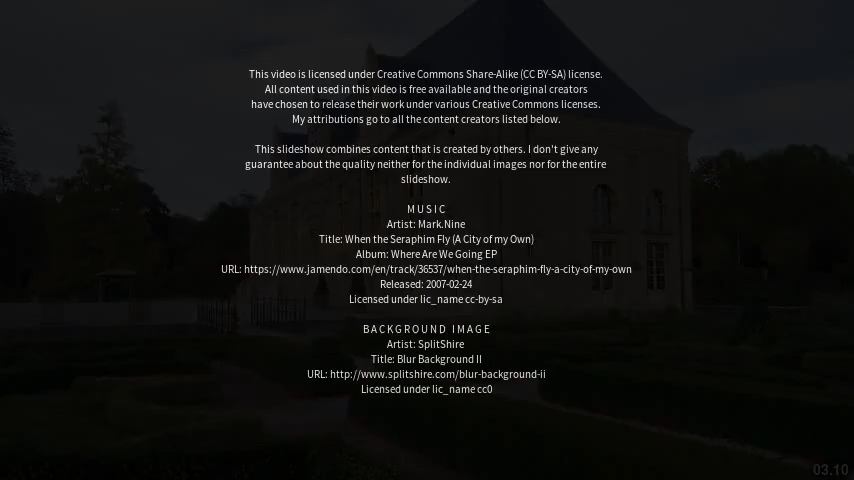 This video is licensed under Creative Commons Share-Alike (CC BY-SA) license.
All content used in this video is free available and the original creators
have chosen to release their work under various Creative Commons licenses.
My attributions go to all the content creators listed below.
This slideshow combines content that is created by others. I don't give any
guarantee about the quality neither for the individual images nor for the entire
slideshow.
MUSIC
Artist: Mark.Nine
Title: When the Seraphim Fly (A City of my Own)
Album: Where Are We Going EP
URL: https://www.jamendo.com/en/track/36537/when-the-seraphim-fly-a-city-of-my-own
Released: 2007-02-24
Licensed under lic_name cc-by-sa
BACKGROUND IMAGE
Artist: SplitShire
Title: Blur Background II
URL: http://www.splitshire.com/blur-background-ii
Licensed under lic_name cc0
03.10